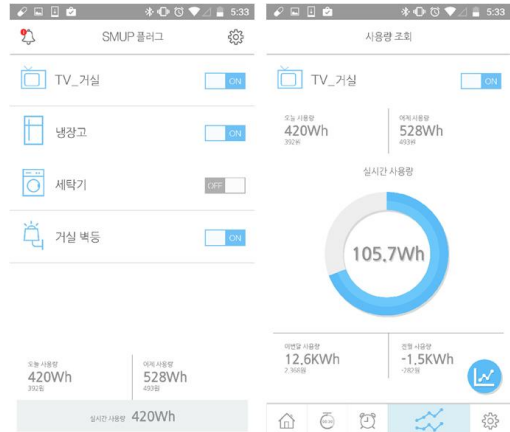 5:33
SMUP 플러그
TV_거실
ON
냉장고
ON
세탁기
OFF
거실 벽등
ON
오늘 사용량
420Wh
392원
어제 사용량
528Wh
493원
실시간 사용량 420Wh
5:33
사용량 조회
TV_거실
ON
오늘 사용량
420Wh
392원
어제 사용량
528Wh
493원
실시간 사용량
105.7Wh
이번달 사용량
12.6KWh
2,368원
전월 사용량
-1.5KWh
-282원